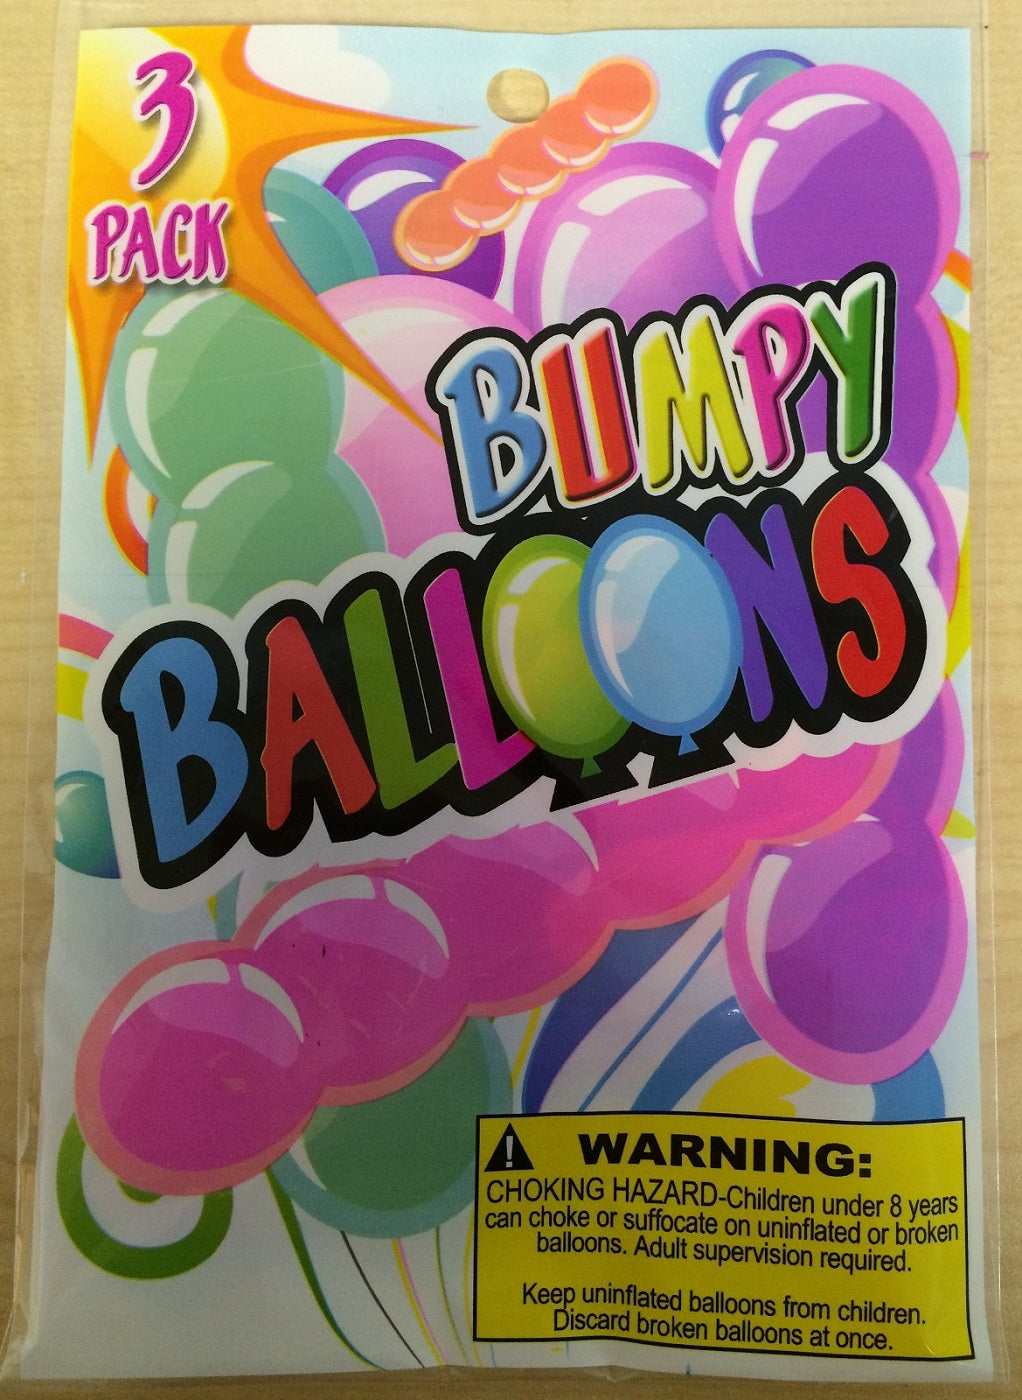 3
PACK
BUMPY
BALLOONS
WARNING:
CHOKING HAZARD-Children under 8 years
can choke or suffocate on uninflated or broken
balloons. Adult supervision required.
Keep uninflated balloons from children.
Discard broken balloons at once.